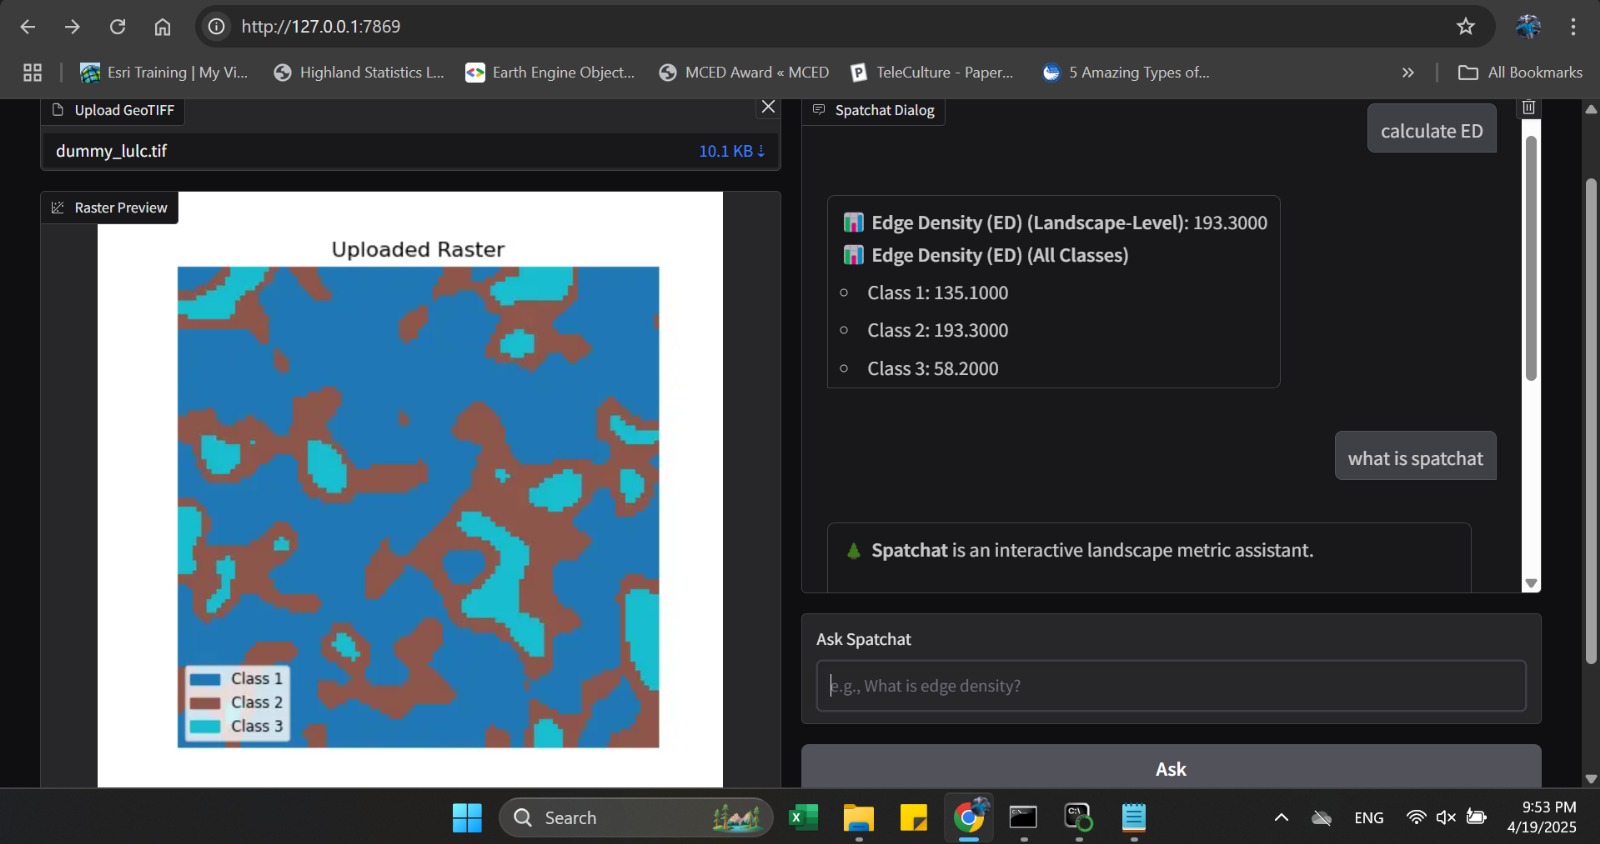 http://127.0.0.1:7869
Esri Training | My Vi...
Highland Statistics L...
Earth Engine Object...
MCED Award « MCED
TeleCulture - Paper...
5 Amazing Types of...
»
All Bookmarks
Upload GeoTIFF
dummy_lulc.tif
10.1 KB ⇣
Raster Preview
Uploaded Raster
Class 1
Class 2
Class 3
Spatchat Dialog
calculate ED
Edge Density (ED) (Landscape-Level): 193.3000
Edge Density (ED) (All Classes)
Class 1: 135.1000
Class 2: 193.3000
Class 3: 58.2000
what is spatchat
Spatchat is an interactive landscape metric assistant.
Ask Spatchat
e.g., What is edge density?
Ask
Search
ENG
9:53 PM
4/19/2025